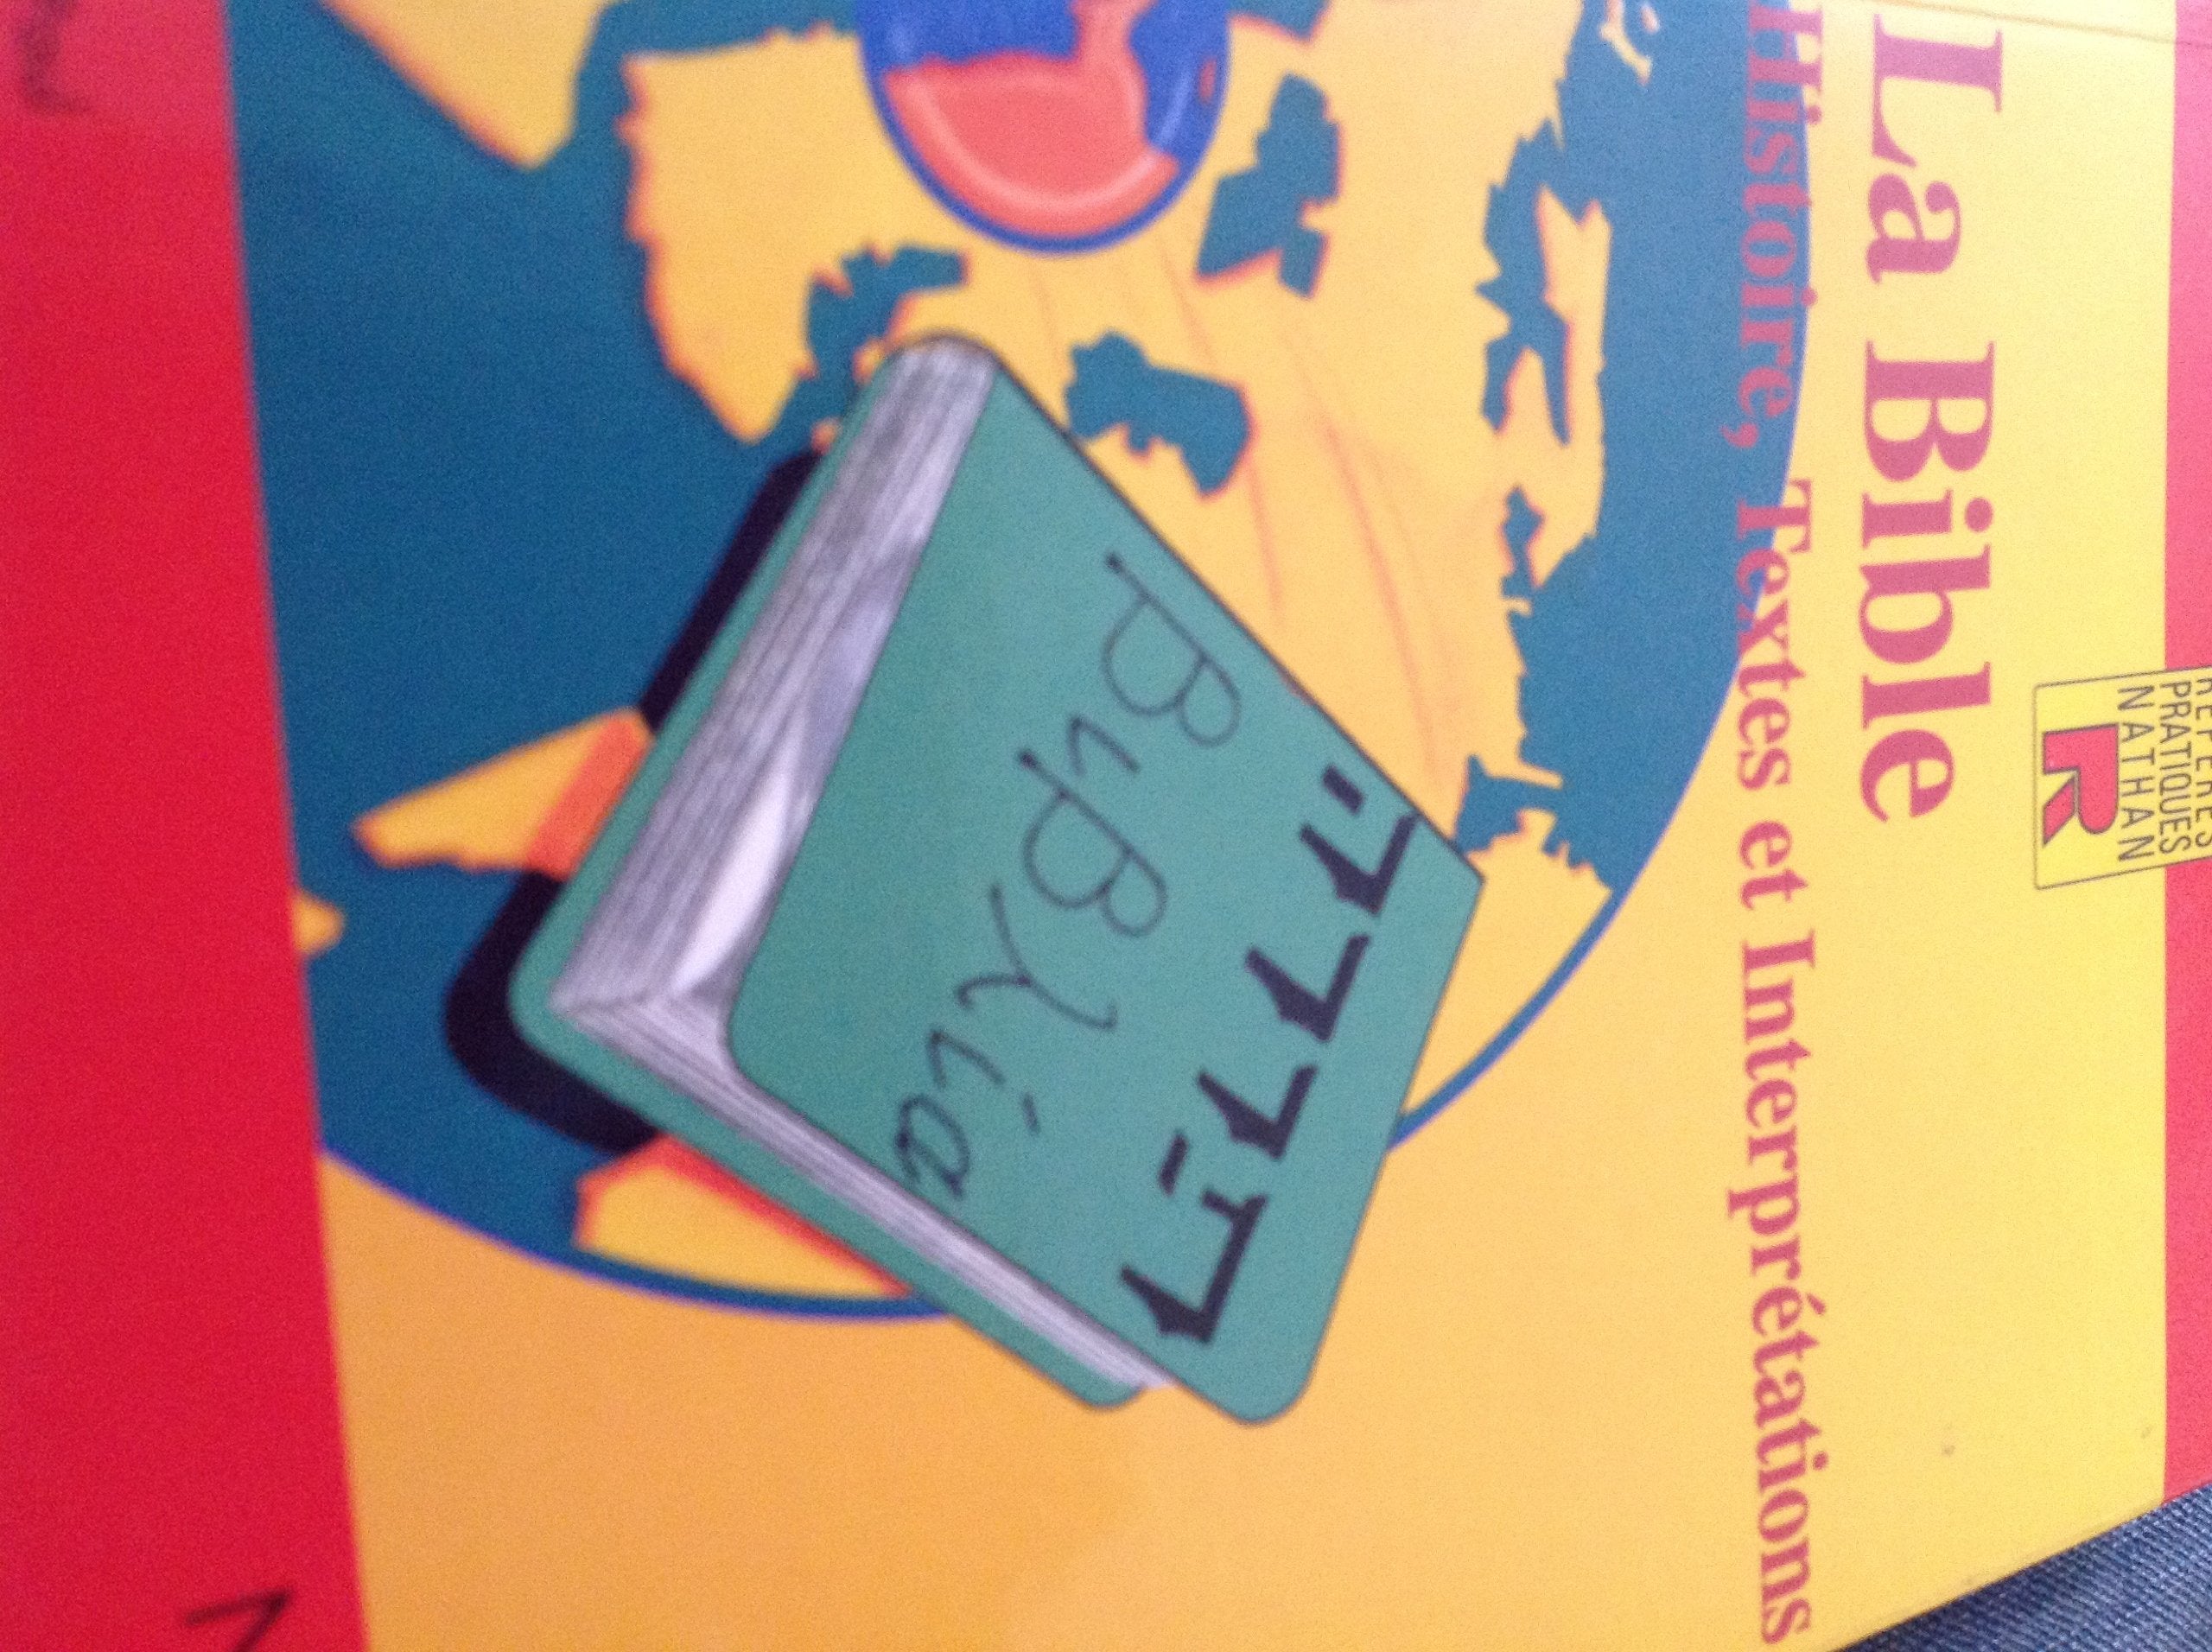 REPÈRES
PRATIQUES
NATHAN
R
La Bible
Histoire, Textes et Interprétations
Βιβλία